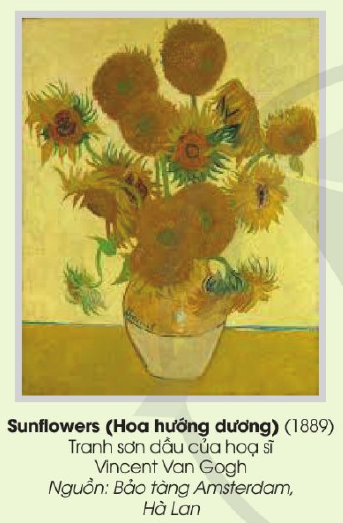 Sunflowers (Hoa hướng dương) (1889)
Tranh sơn dầu của hoạ sĩ
Vincent Van Gogh
Nguồn: Bảo tàng Amsterdam,
Hà Lan